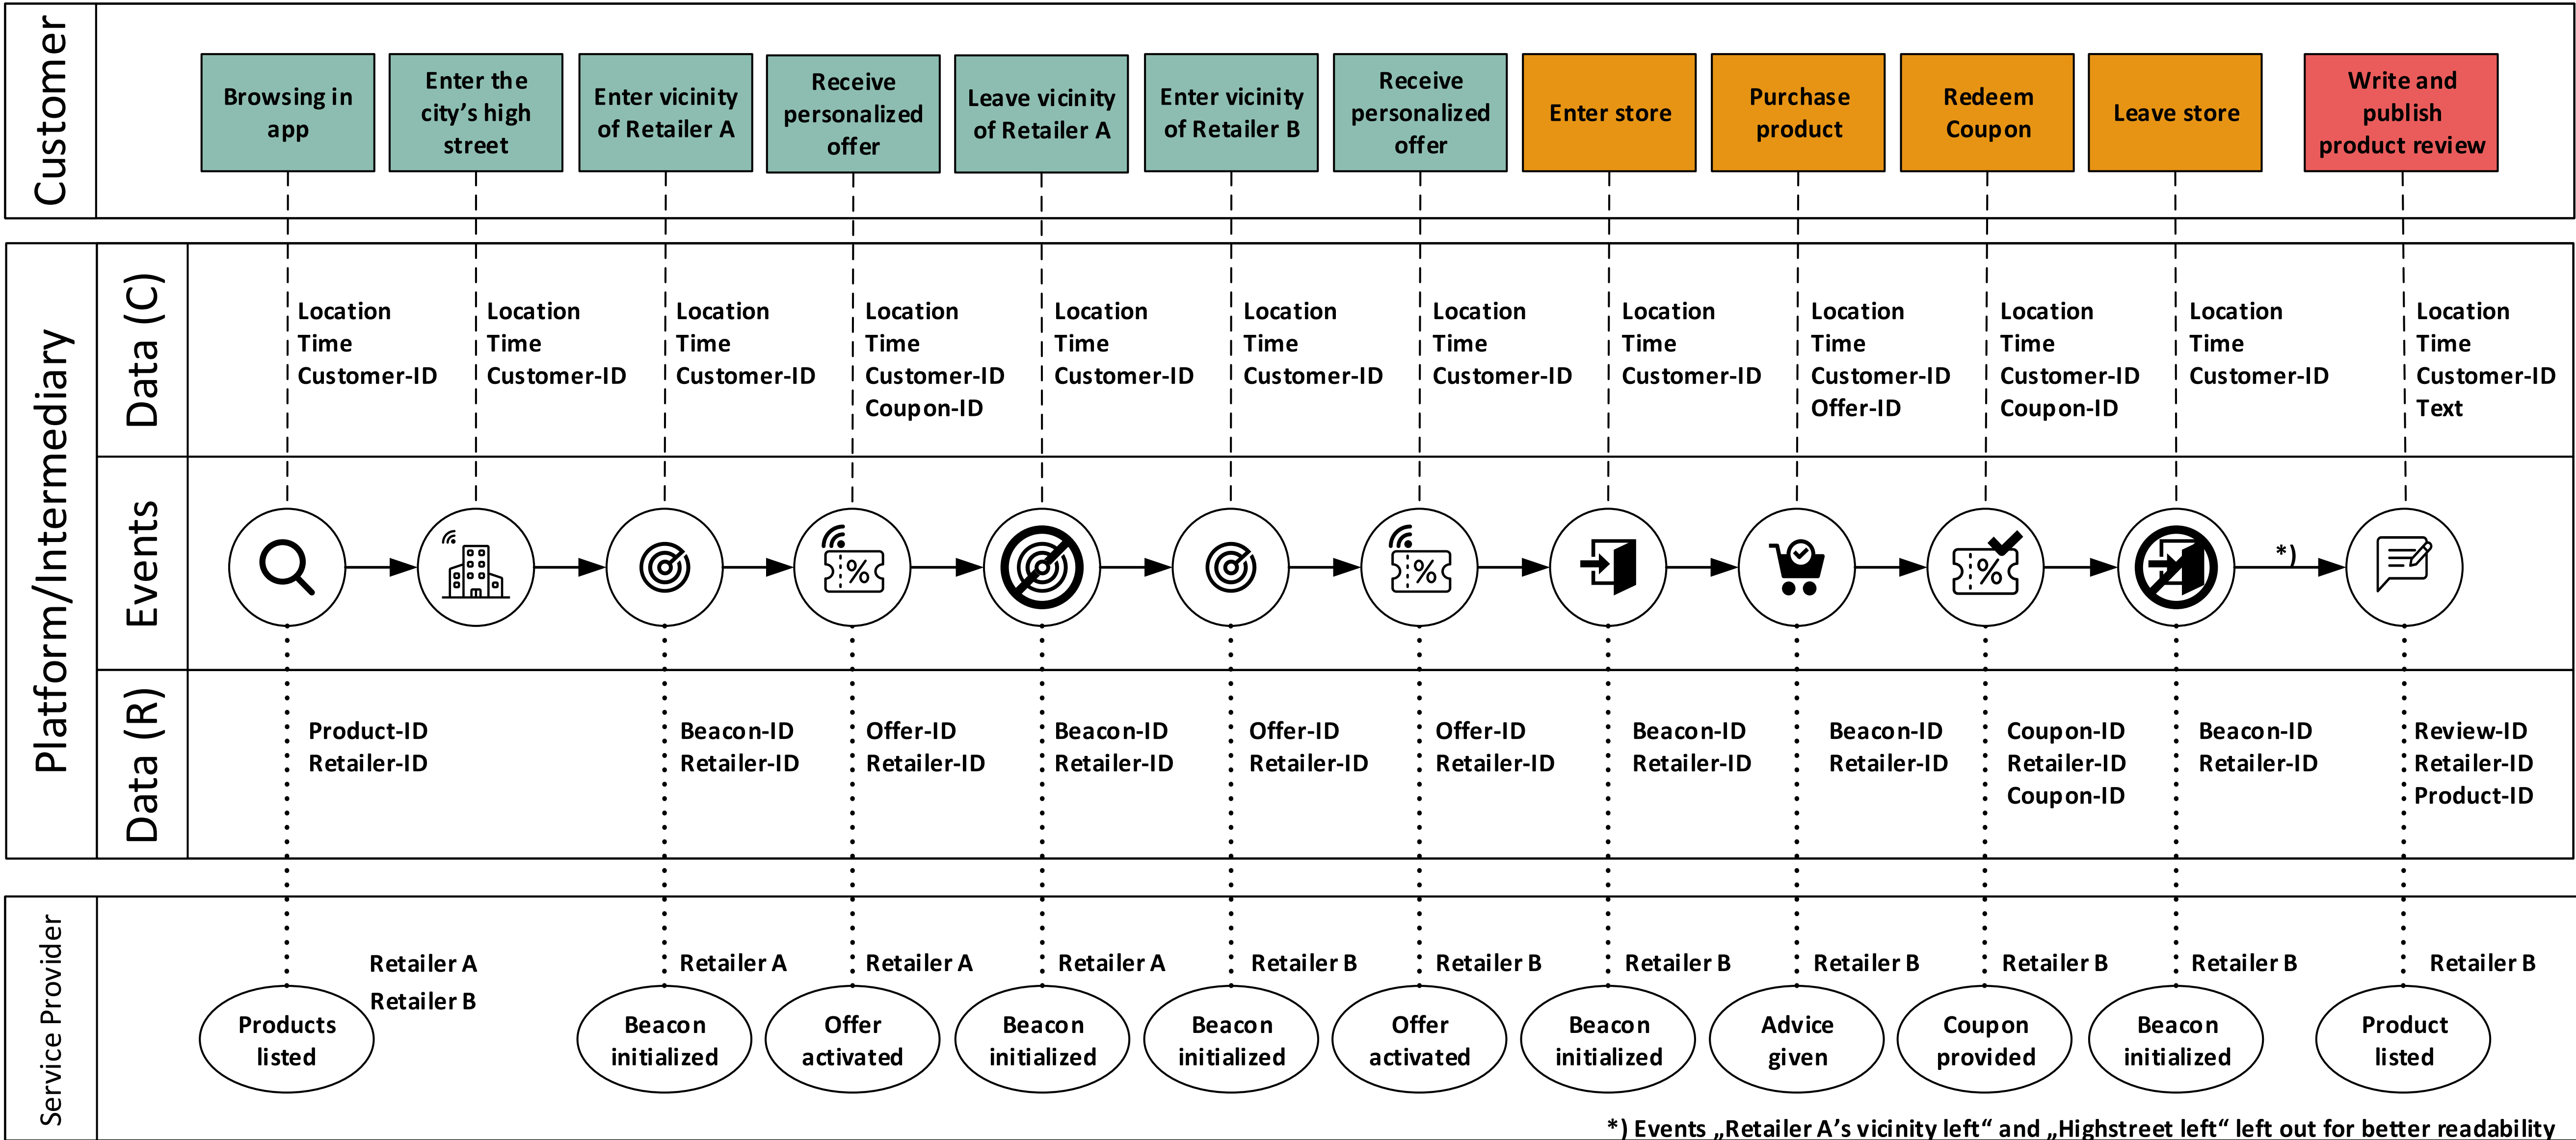 Customer
Browsing in
app
Enter the
city's high
street
Enter vicinity
of Retailer A
Receive
personalized
offer
Leave vicinity
of Retailer A
Enter vicinity
of Retailer B
Receive
personalized
offer
Enter store
Purchase
product
Redeem
Coupon
Leave store
Write and
publish
product review
Platform/Intermediary
Data (C)
Location
Time
Customer-ID
Location
Time
Customer-ID
Location
Time
Customer-ID
Location
Time
Customer-ID
Coupon-ID
Location
Time
Customer-ID
Location
Time
Customer-ID
Location
Time
Customer-ID
Location
Time
Customer-ID
Location
Time
Customer-ID
Offer-ID
Location
Time
Customer-ID
Coupon-ID
Location
Time
Customer-ID
Location
Time
Customer-ID
Text
Events
%
%
%
*)
Data (R)
Product-ID
Retailer-ID
Beacon-ID
Retailer-ID
Offer-ID
Retailer-ID
Beacon-ID
Retailer-ID
Offer-ID
Retailer-ID
Offer-ID
Retailer-ID
Beacon-ID
Retailer-ID
Beacon-ID
Retailer-ID
Coupon-ID
Retailer-ID
Coupon-ID
Beacon-ID
Retailer-ID
Review-ID
Retailer-ID
Product-ID
Service Provider
Retailer A
Retailer B
Products
listed
Retailer A
Beacon
initialized
Retailer A
Offer
activated
Retailer A
Beacon
initialized
Retailer B
Beacon
initialized
Retailer B
Offer
activated
Retailer B
Beacon
initialized
Retailer B
Advice
given
Retailer B
Coupon
provided
Retailer B
Beacon
initialized
Retailer B
Product
listed
*) Events „Retailer A's vicinity left“ and „Highstreet left“ left out for better readability